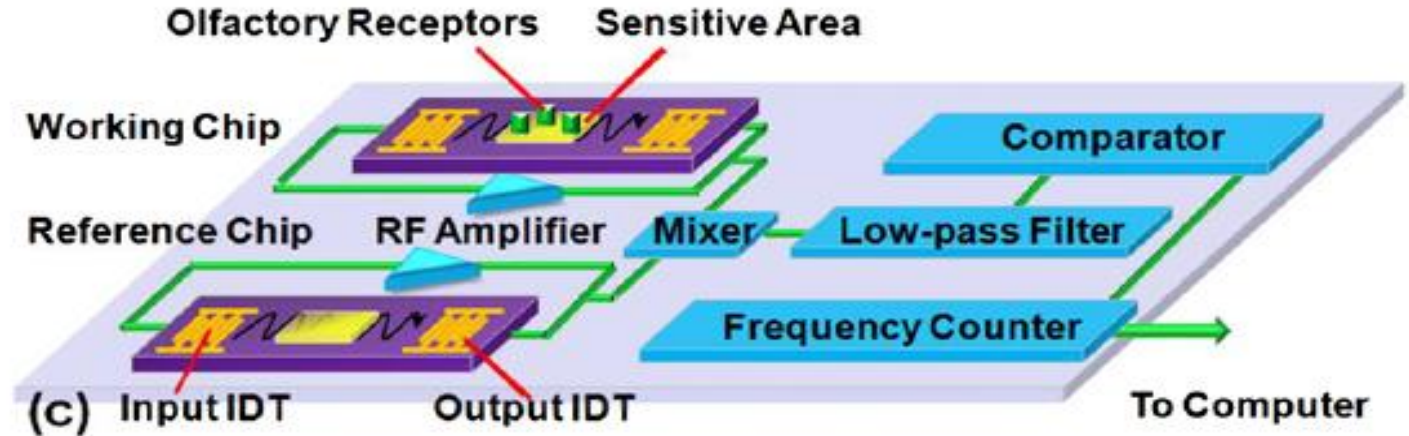 Olfactory Receptors
Sensitive Area
Working Chip
Comparator
Reference Chip
RF Amplifier
Mixer
Low-pass Filter
Frequency Counter
(c)
Input IDT
Output IDT
To Computer